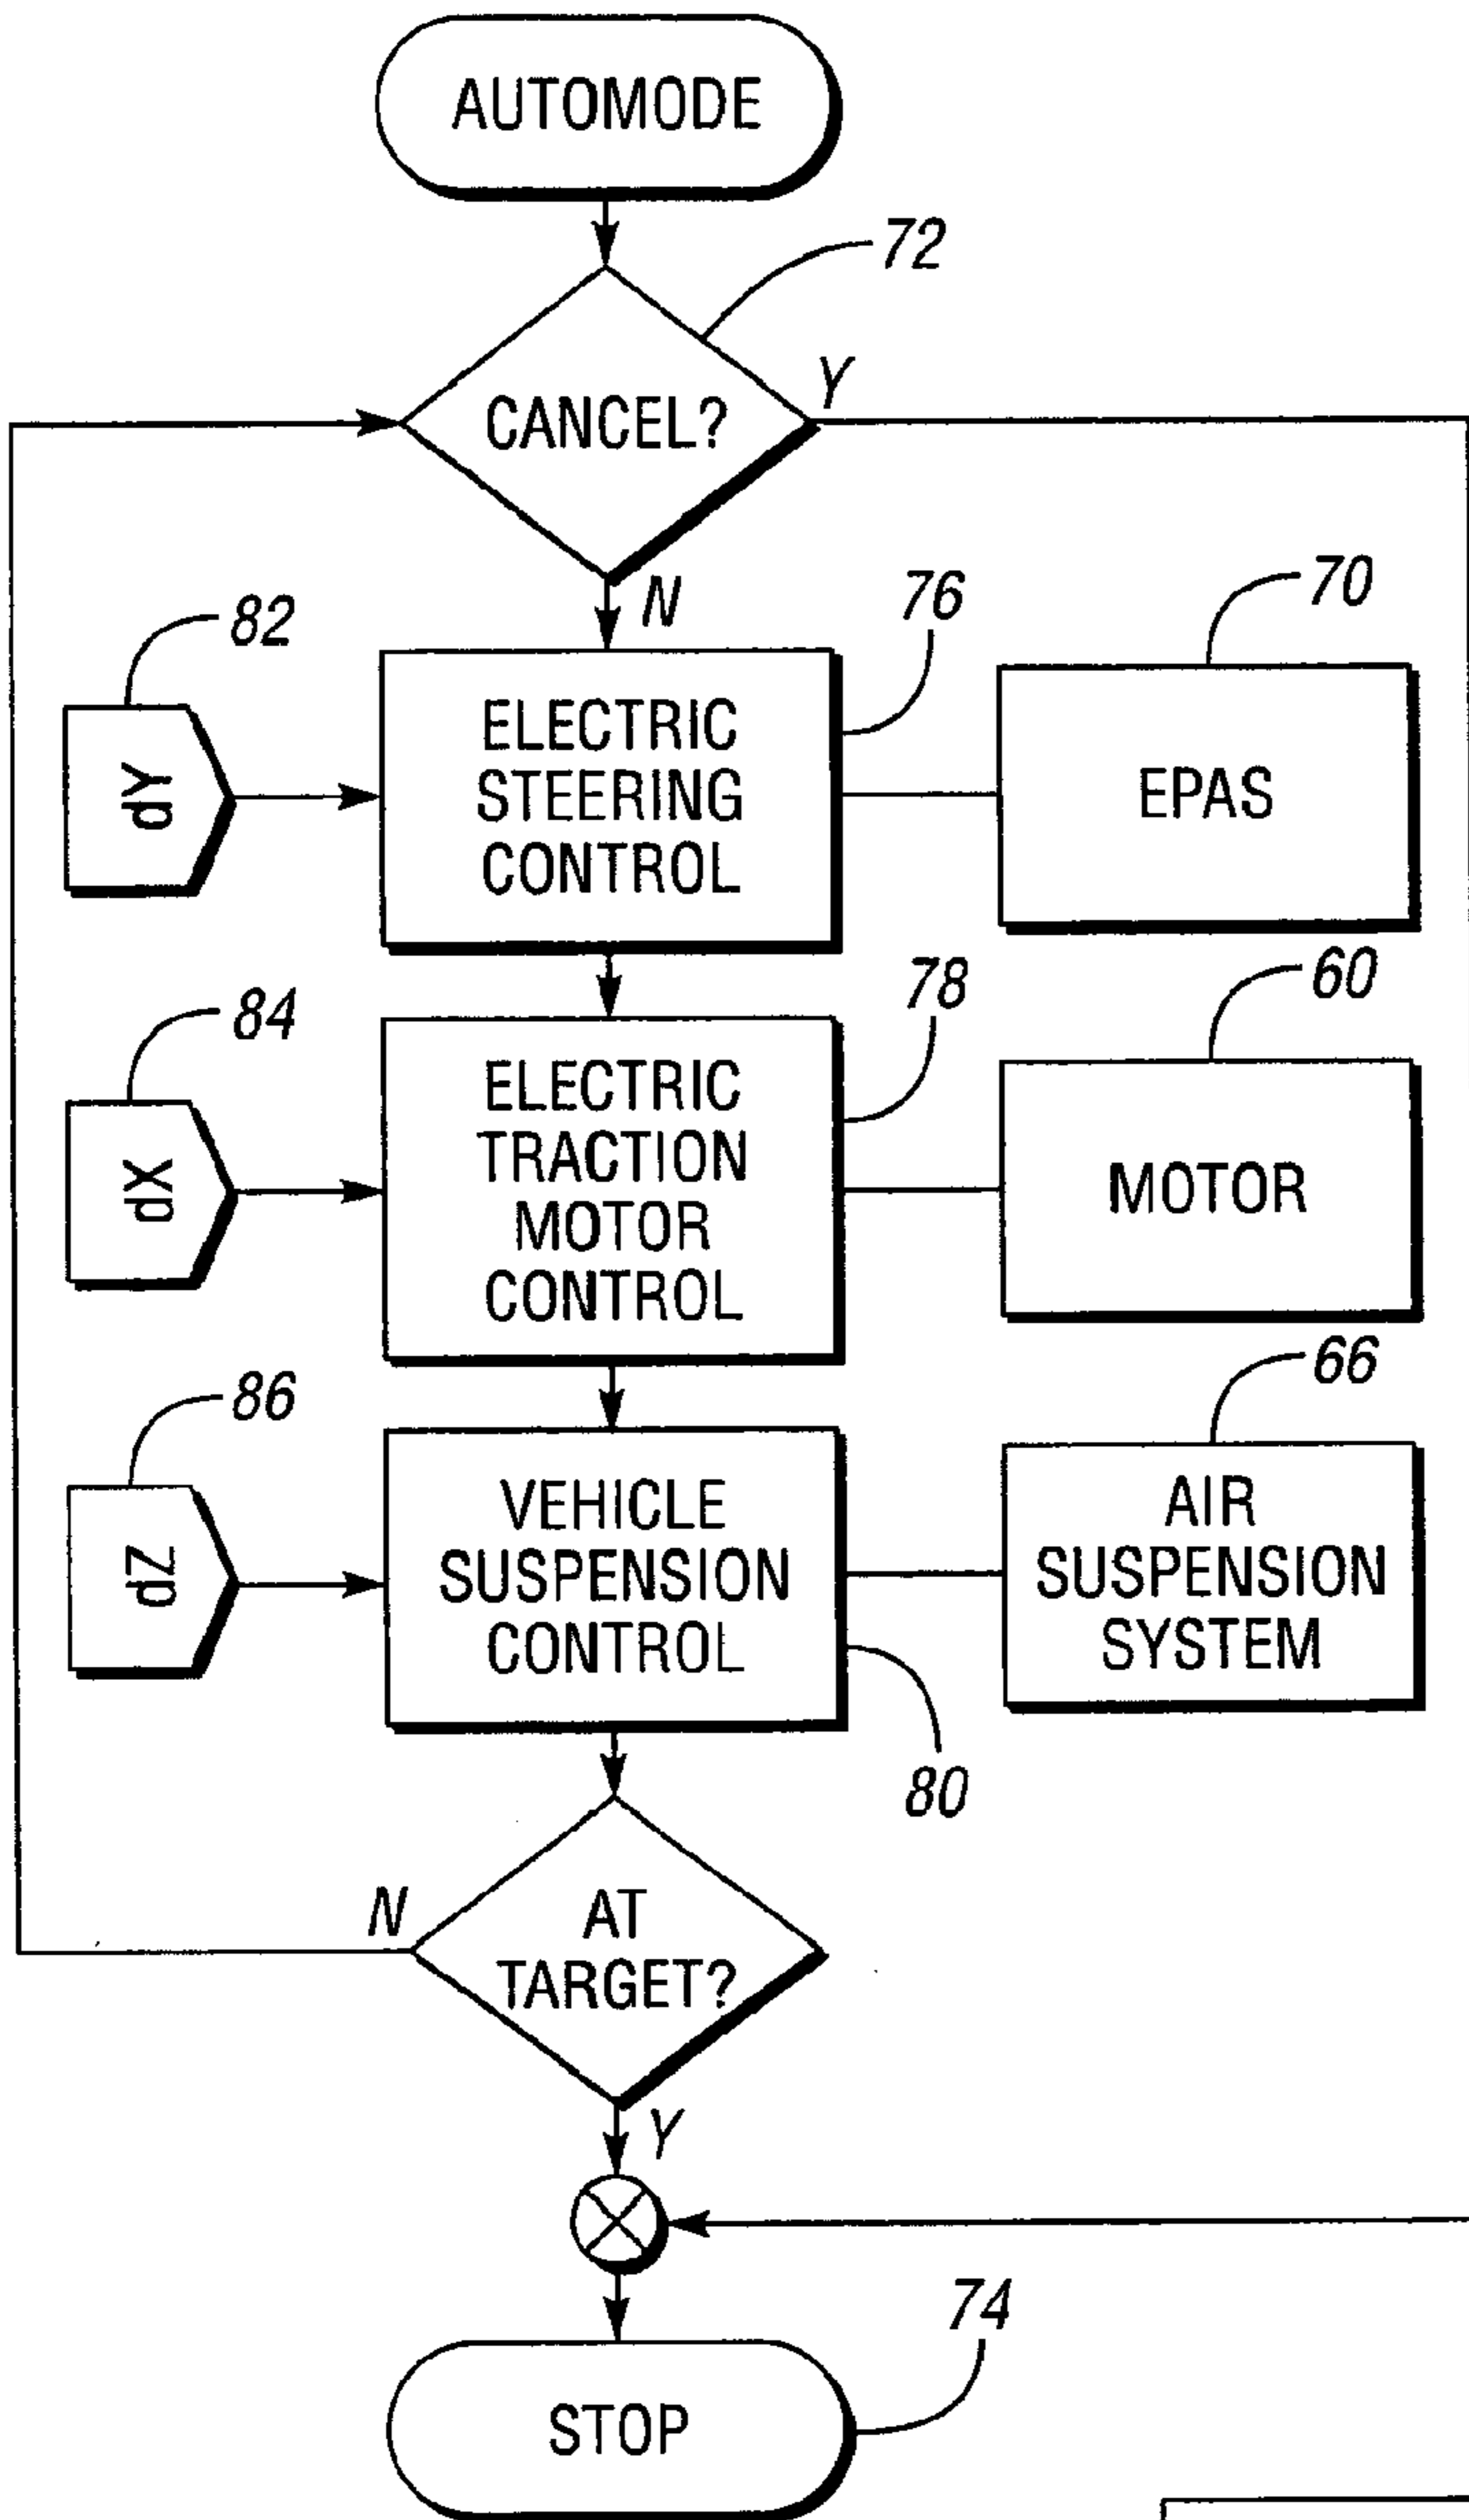 AUTOMODE
72
CANCEL?
Y
N
82
76
70
dY
ELECTRIC
STEERING
CONTROL
EPAS
84
78
60
dX
ELECTRIC
TRACTION
MOTOR
CONTROL
MOTOR
86
66
dZ
VEHICLE
SUSPENSION
CONTROL
AIR
SUSPENSION
SYSTEM
80
N
AT
TARGET?
Y
74
STOP